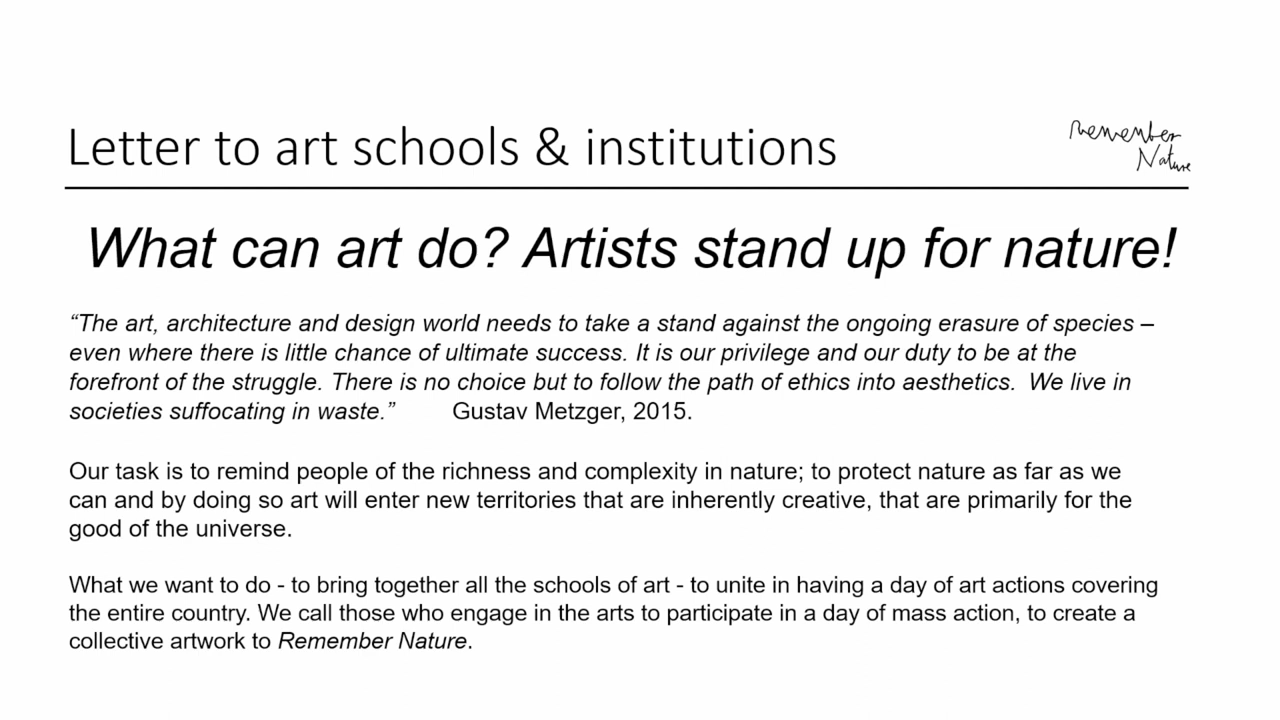 Letter to art schools & institutions
Remember
Nature
What can art do? Artists stand up for nature!
“The art, architecture and design world needs to take a stand against the ongoing erasure of species –
even where there is little chance of ultimate success. It is our privilege and our duty to be at the
forefront of the struggle. There is no choice but to follow the path of ethics into aesthetics.  We live in
societies suffocating in waste.”        Gustav Metzger, 2015.
Our task is to remind people of the richness and complexity in nature; to protect nature as far as we
can and by doing so art will enter new territories that are inherently creative, that are primarily for the
good of the universe.
What we want to do - to bring together all the schools of art - to unite in having a day of art actions covering
the entire country. We call those who engage in the arts to participate in a day of mass action, to create a
collective artwork to Remember Nature.